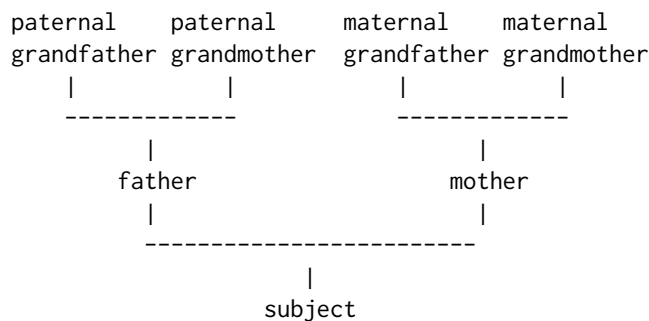 paternal paternal maternal maternal
grandfather grandmother grandfather grandmother
father mother
subject